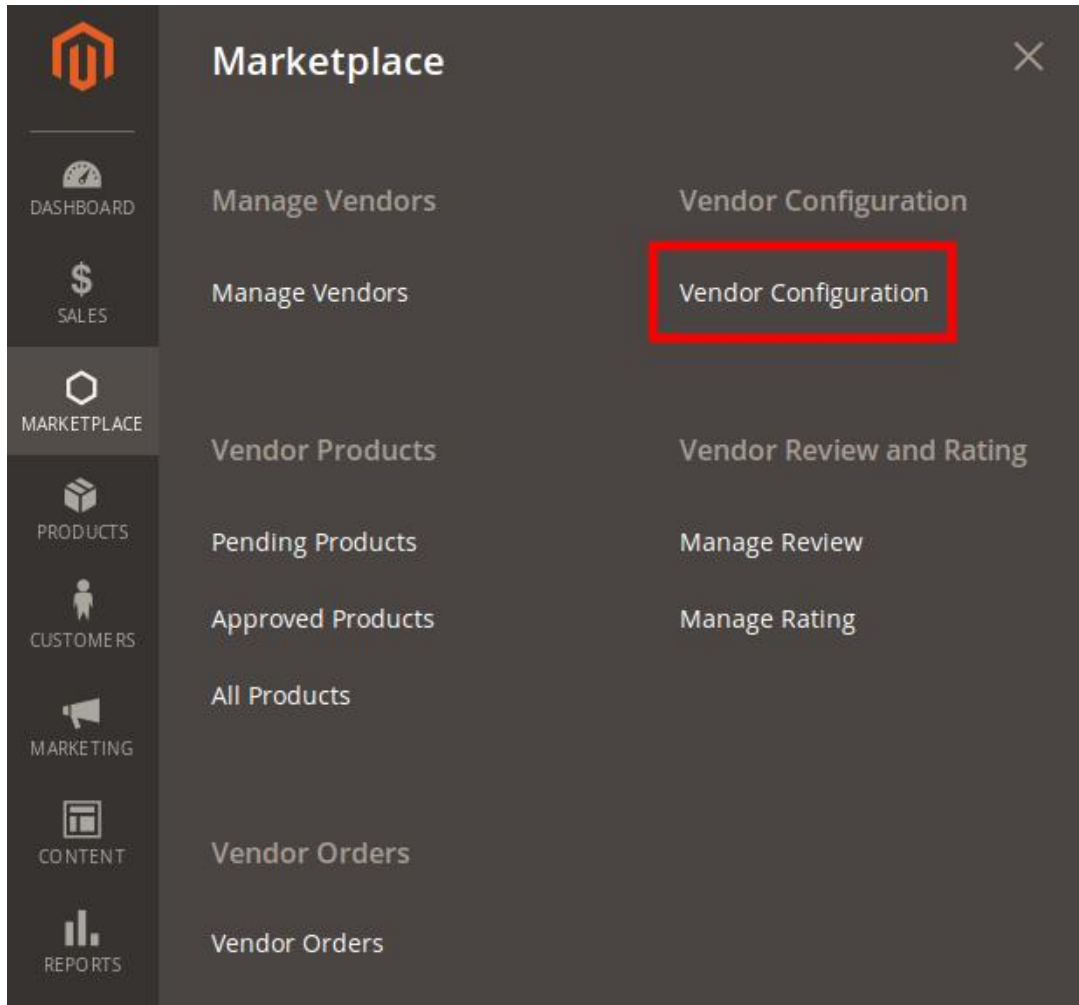 Marketplace
DASHBOARD
SALES
MARKETPLACE
PRODUCTS
CUSTOMERS
MARKETING
CONTENT
REPORTS
Manage Vendors
Manage Vendors
Vendor Configuration
Vendor Configuration
Vendor Products
Pending Products
Approved Products
All Products
Vendor Review and Rating
Manage Review
Manage Rating
Vendor Orders
Vendor Orders